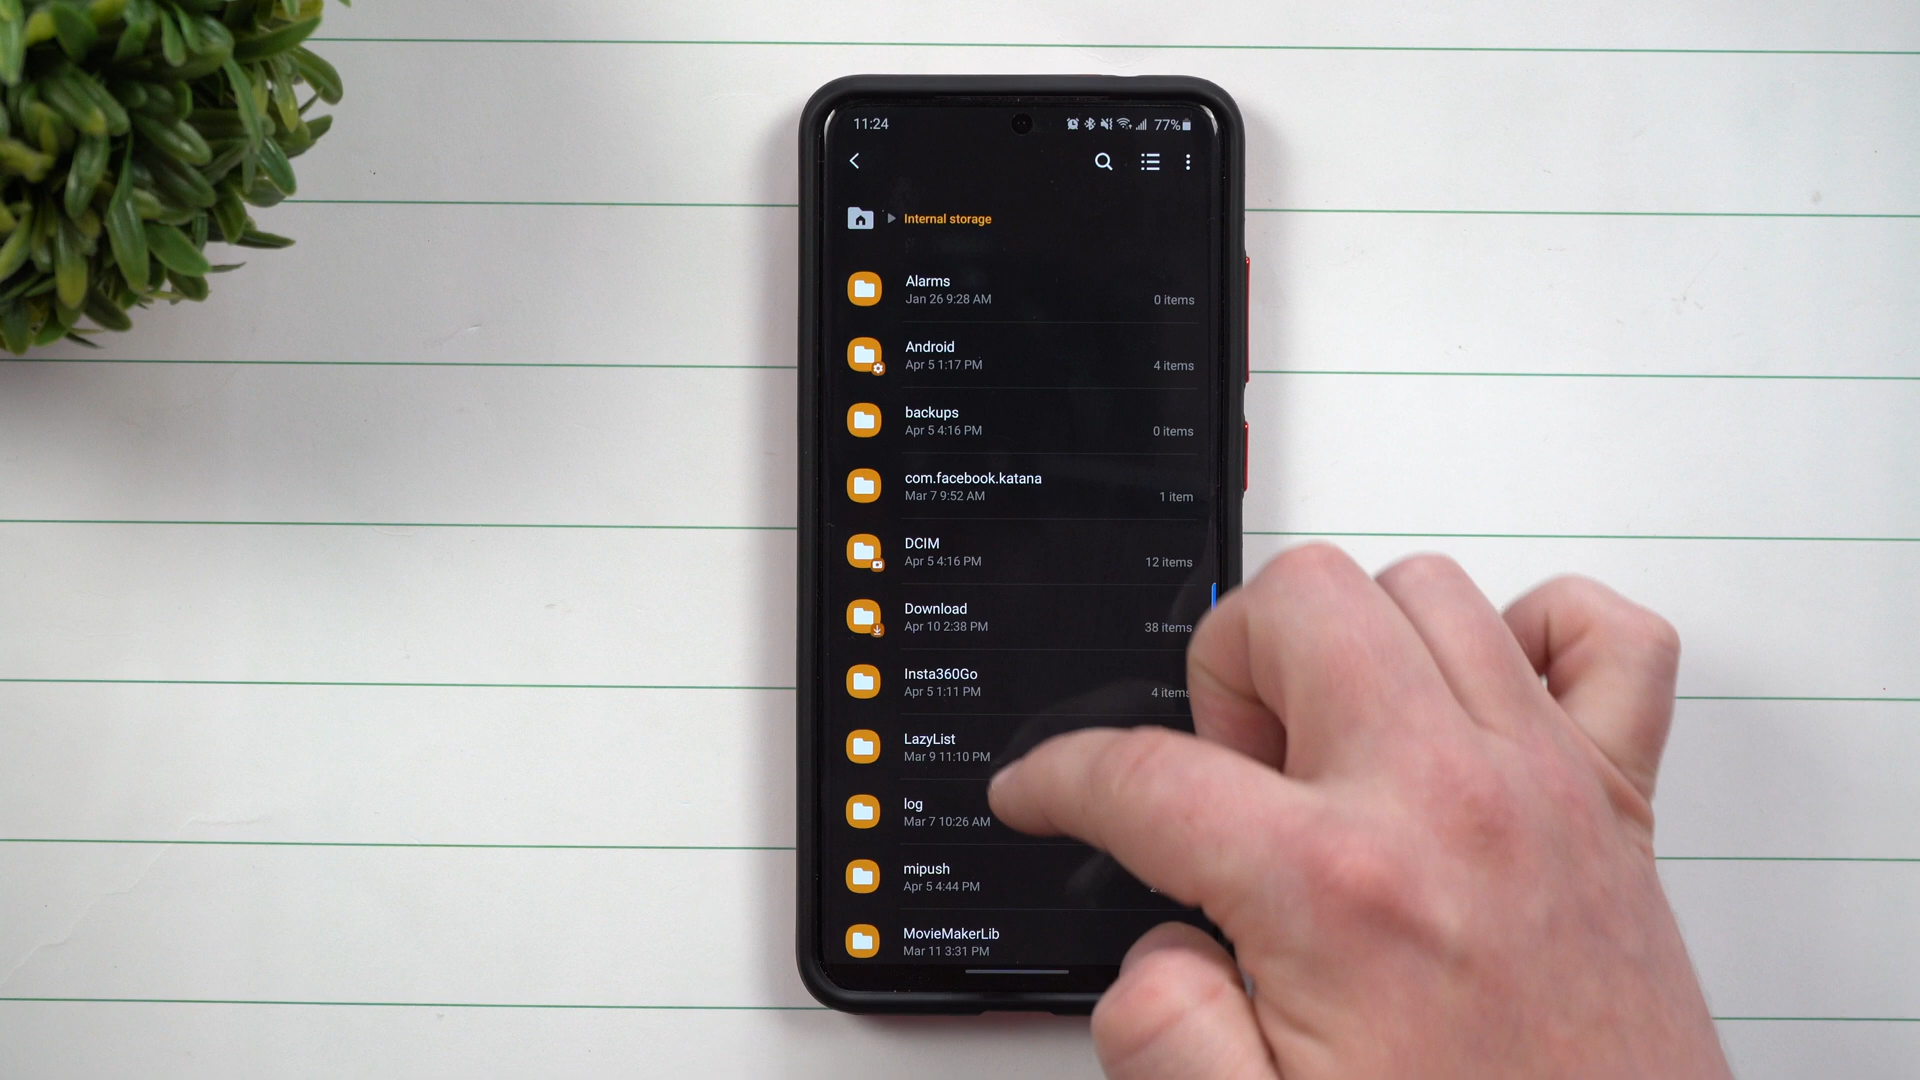 11:24 77%
Internal storage
Alarms
Jan 26 9:28 AM 0 items
Android
Apr 5 1:17 PM 4 items
backups
Apr 5 4:16 PM 0 items
com.facebook.katana
Mar 7 9:52 AM 1 item
DCIM
Apr 5 4:16 PM 12 items
Download
Apr 10 2:38 PM 38 items
Insta360Go
Apr 5 1:11 PM 4 items
LazyList
Mar 9 11:10 PM
log
Mar 7 10:26 AM
mipush
Apr 5 4:44 PM
MovieMakerLib
Mar 11 3:31 PM